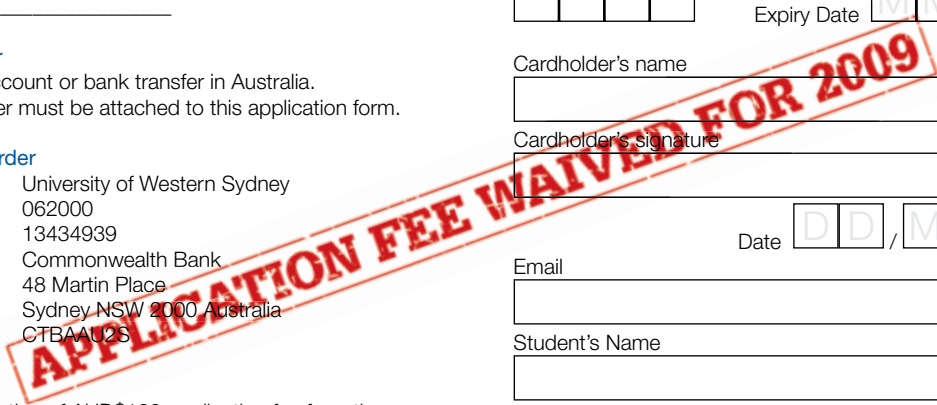 ccount or bank transfer in Australia.
er must be attached to this application form.
rder
University of Western Sydney
062000
13434939
Commonwealth Bank
48 Martin Place
Sydney NSW 2000 Australia
CTBAAU2S
Expiry Date M
Cardholder's name
Cardholder's signature
Date D D / M
Email
Student's Name
APPLICATION FEE WAIVED FOR 2009